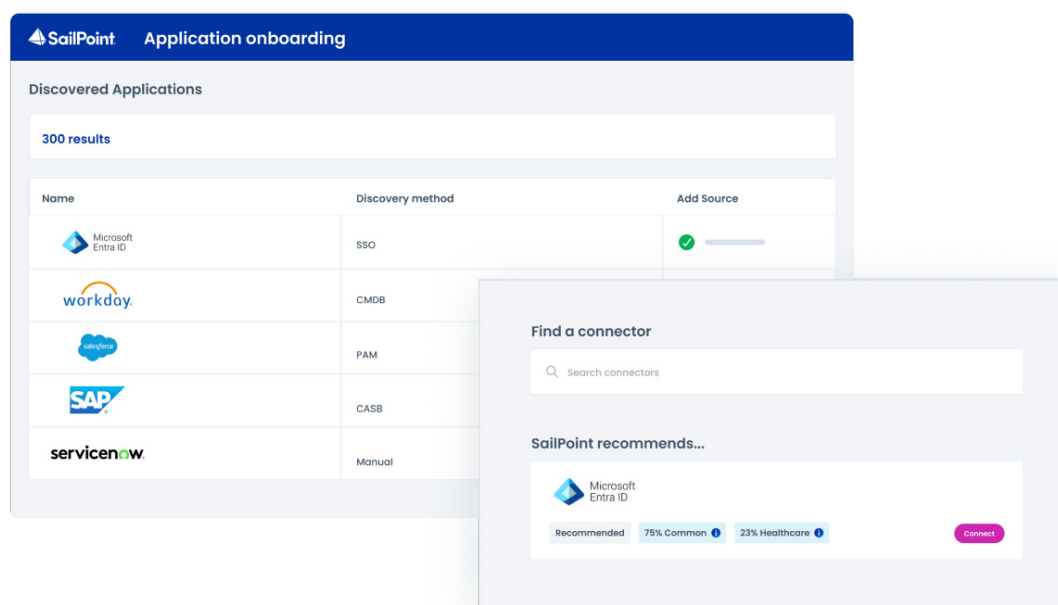 SailPoint Application onboarding
Discovered Applications
300 results
Name Discovery method Add Source
Microsoft
Entra ID
SSO
workday.
CMDB
salesforce
PAM
SAP
CASB
servicenow.
Manual
Find a connector
Search connectors
SailPoint recommends...
Microsoft
Entra ID
Recommended 75% Common 23% Healthcare Connect